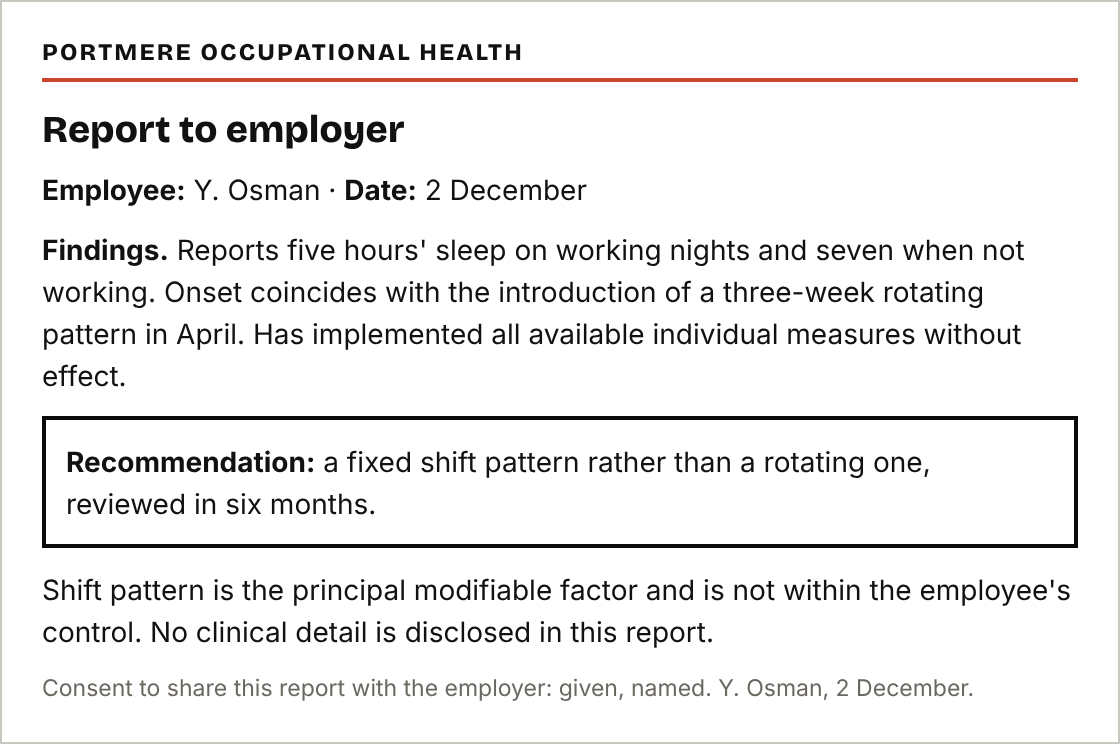 PORTMERE OCCUPATIONAL HEALTH
Report to employer
Employee: Y. Osman · Date: 2 December
Findings. Reports five hours' sleep on working nights and seven when not
working. Onset coincides with the introduction of a three-week rotating
pattern in April. Has implemented all available individual measures without
effect.
Recommendation: a fixed shift pattern rather than a rotating one,
reviewed in six months.
Shift pattern is the principal modifiable factor and is not within the employee's
control. No clinical detail is disclosed in this report.
Consent to share this report with the employer: given, named. Y. Osman, 2 December.